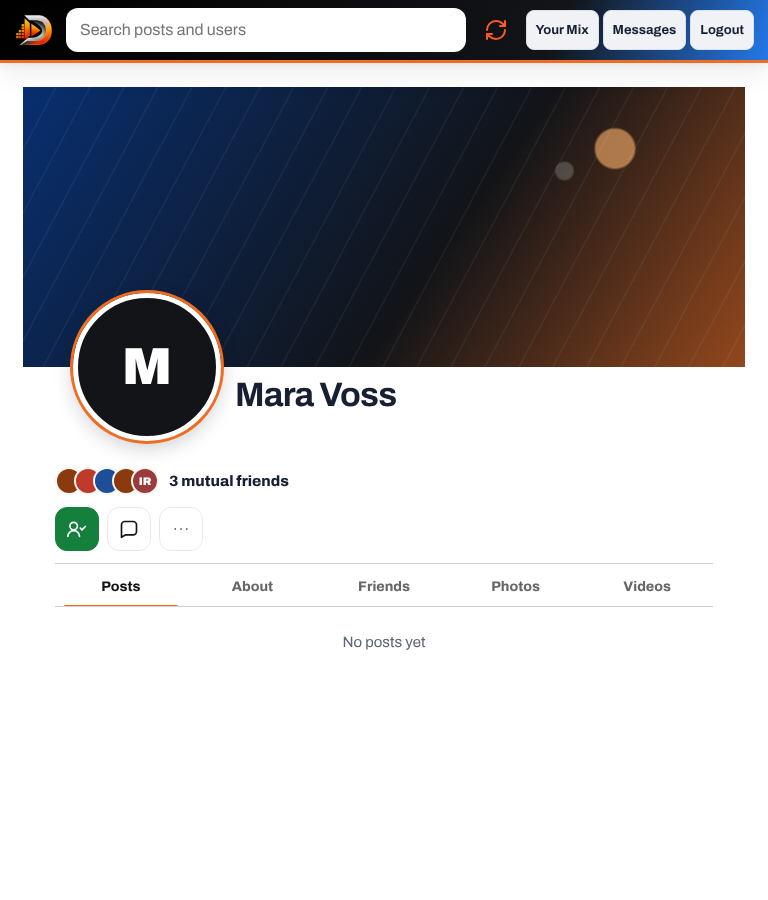 Search posts and users
Your Mix
Messages
Logout
M
Mara Voss
IR
3 mutual friends
Posts
About
Friends
Photos
Videos
No posts yet